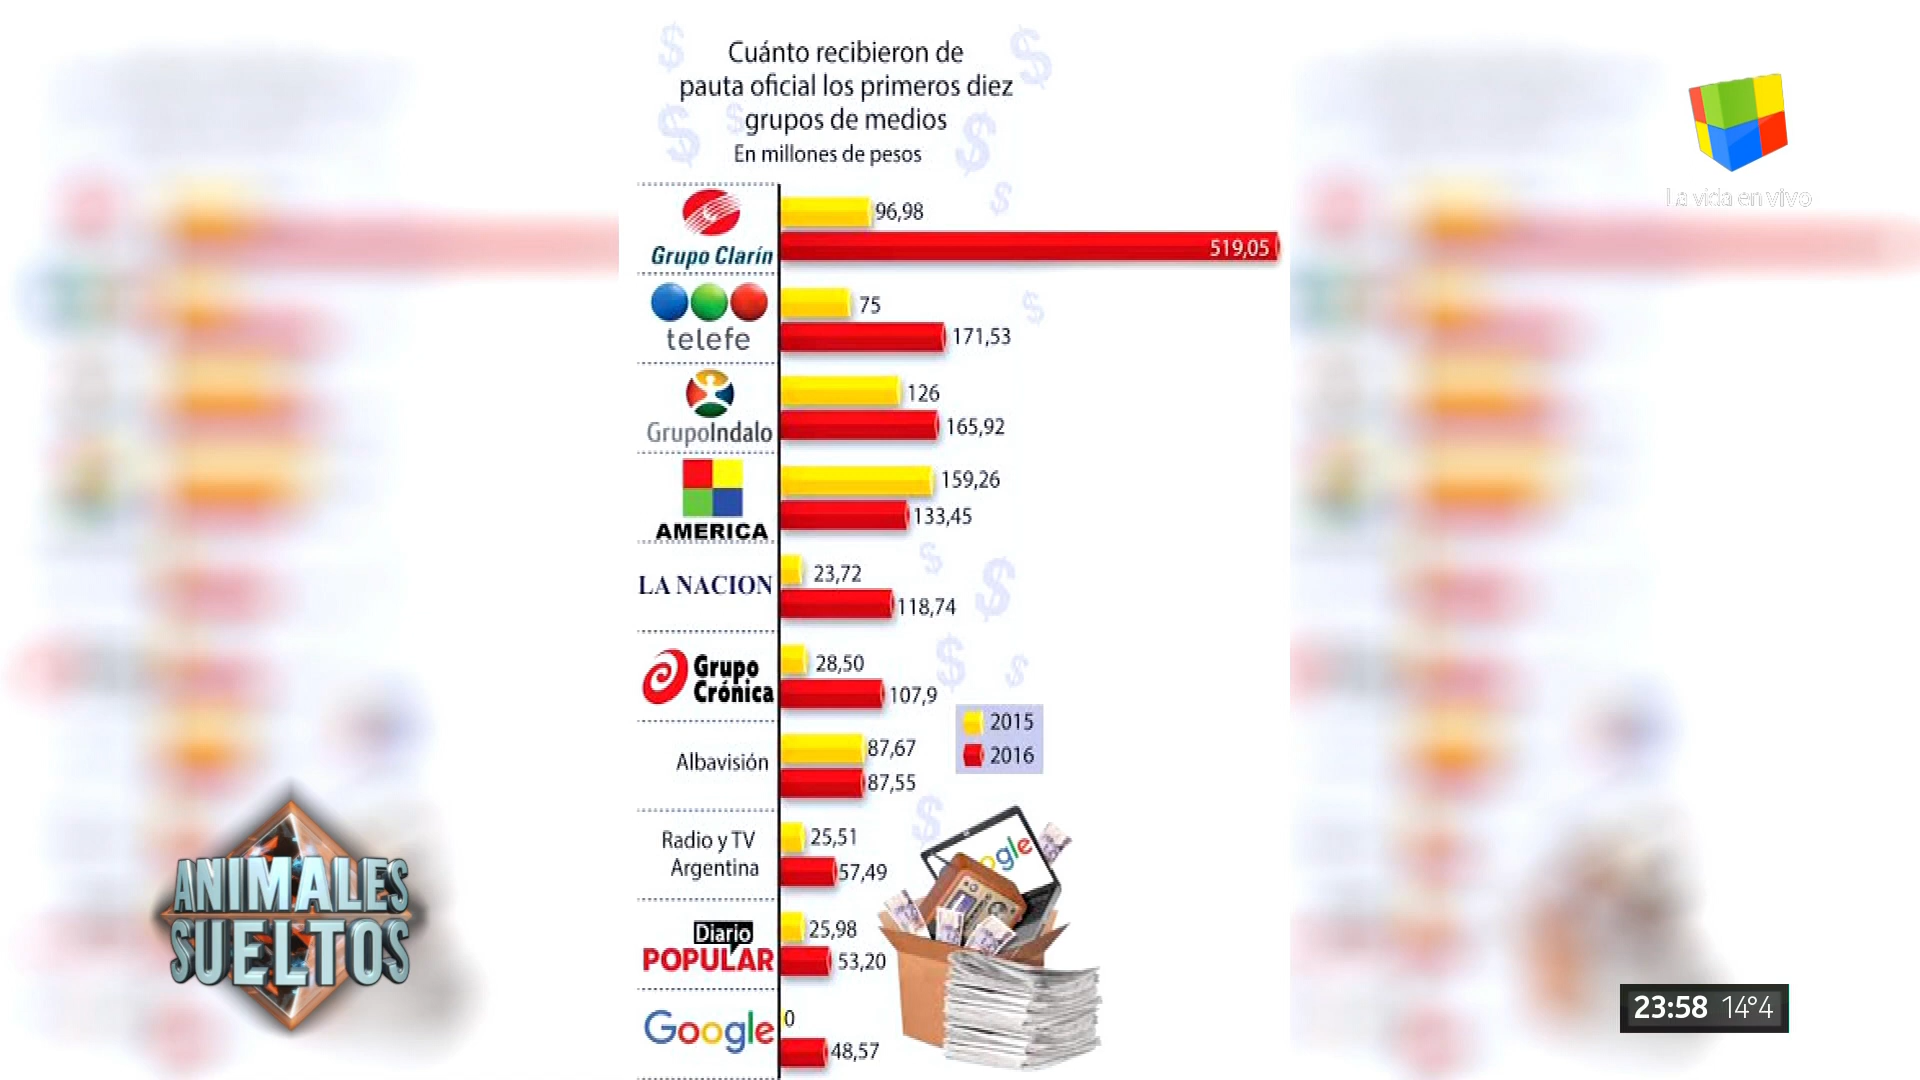 Cuánto recibieron de
pauta oficial los primeros diez
grupos de medios
En millones de pesos
La vida en vivo
96,98
Grupo Clarín
519,05
75
telefe
171,53
126
GrupoIndalo
165,92
159,26
AMERICA
133,45
23,72
LA NACION
118,74
28,50
Grupo
Crónica
107,9
2015
2016
87,67
Albavisión
87,55
Radio y TV
Argentina
25,51
57,49
Diario
POPULAR
25,98
53,20
Google
0
48,57
ogle
ANIMALES
SUELTOS
23:58 14°4